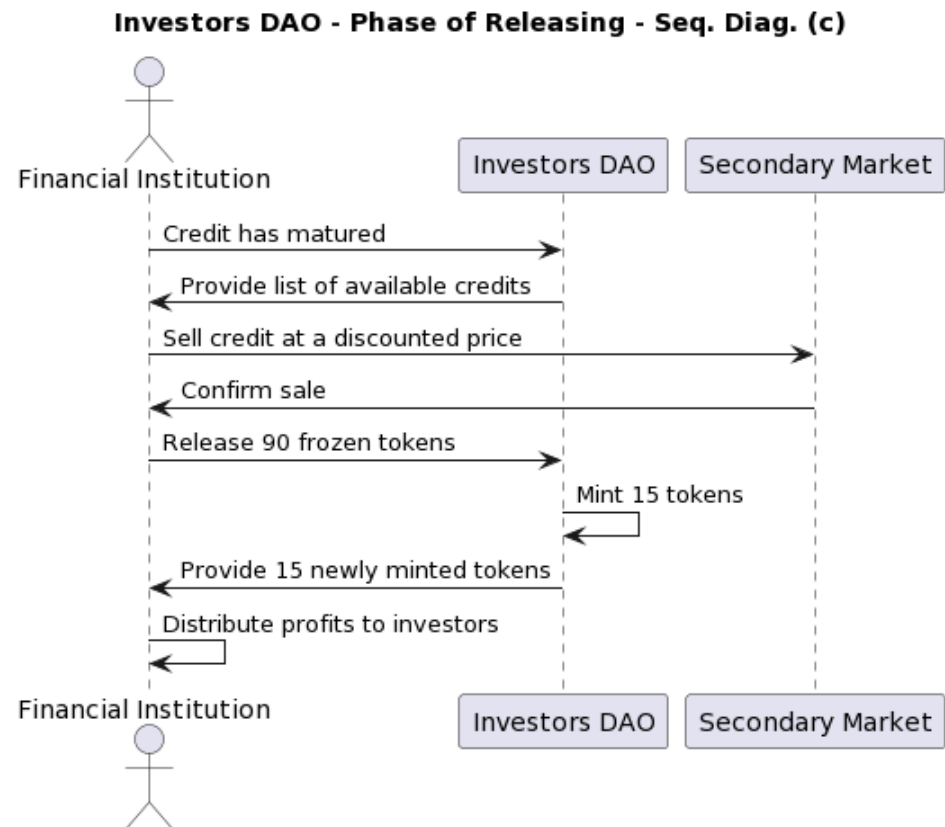 Investors DAO - Phase of Releasing - Seq. Diag. (c)
Financial Institution
Investors DAO
Secondary Market
Credit has matured
Provide list of available credits
Sell credit at a discounted price
Confirm sale
Release 90 frozen tokens
Mint 15 tokens
Provide 15 newly minted tokens
Distribute profits to investors
Financial Institution
Investors DAO
Secondary Market